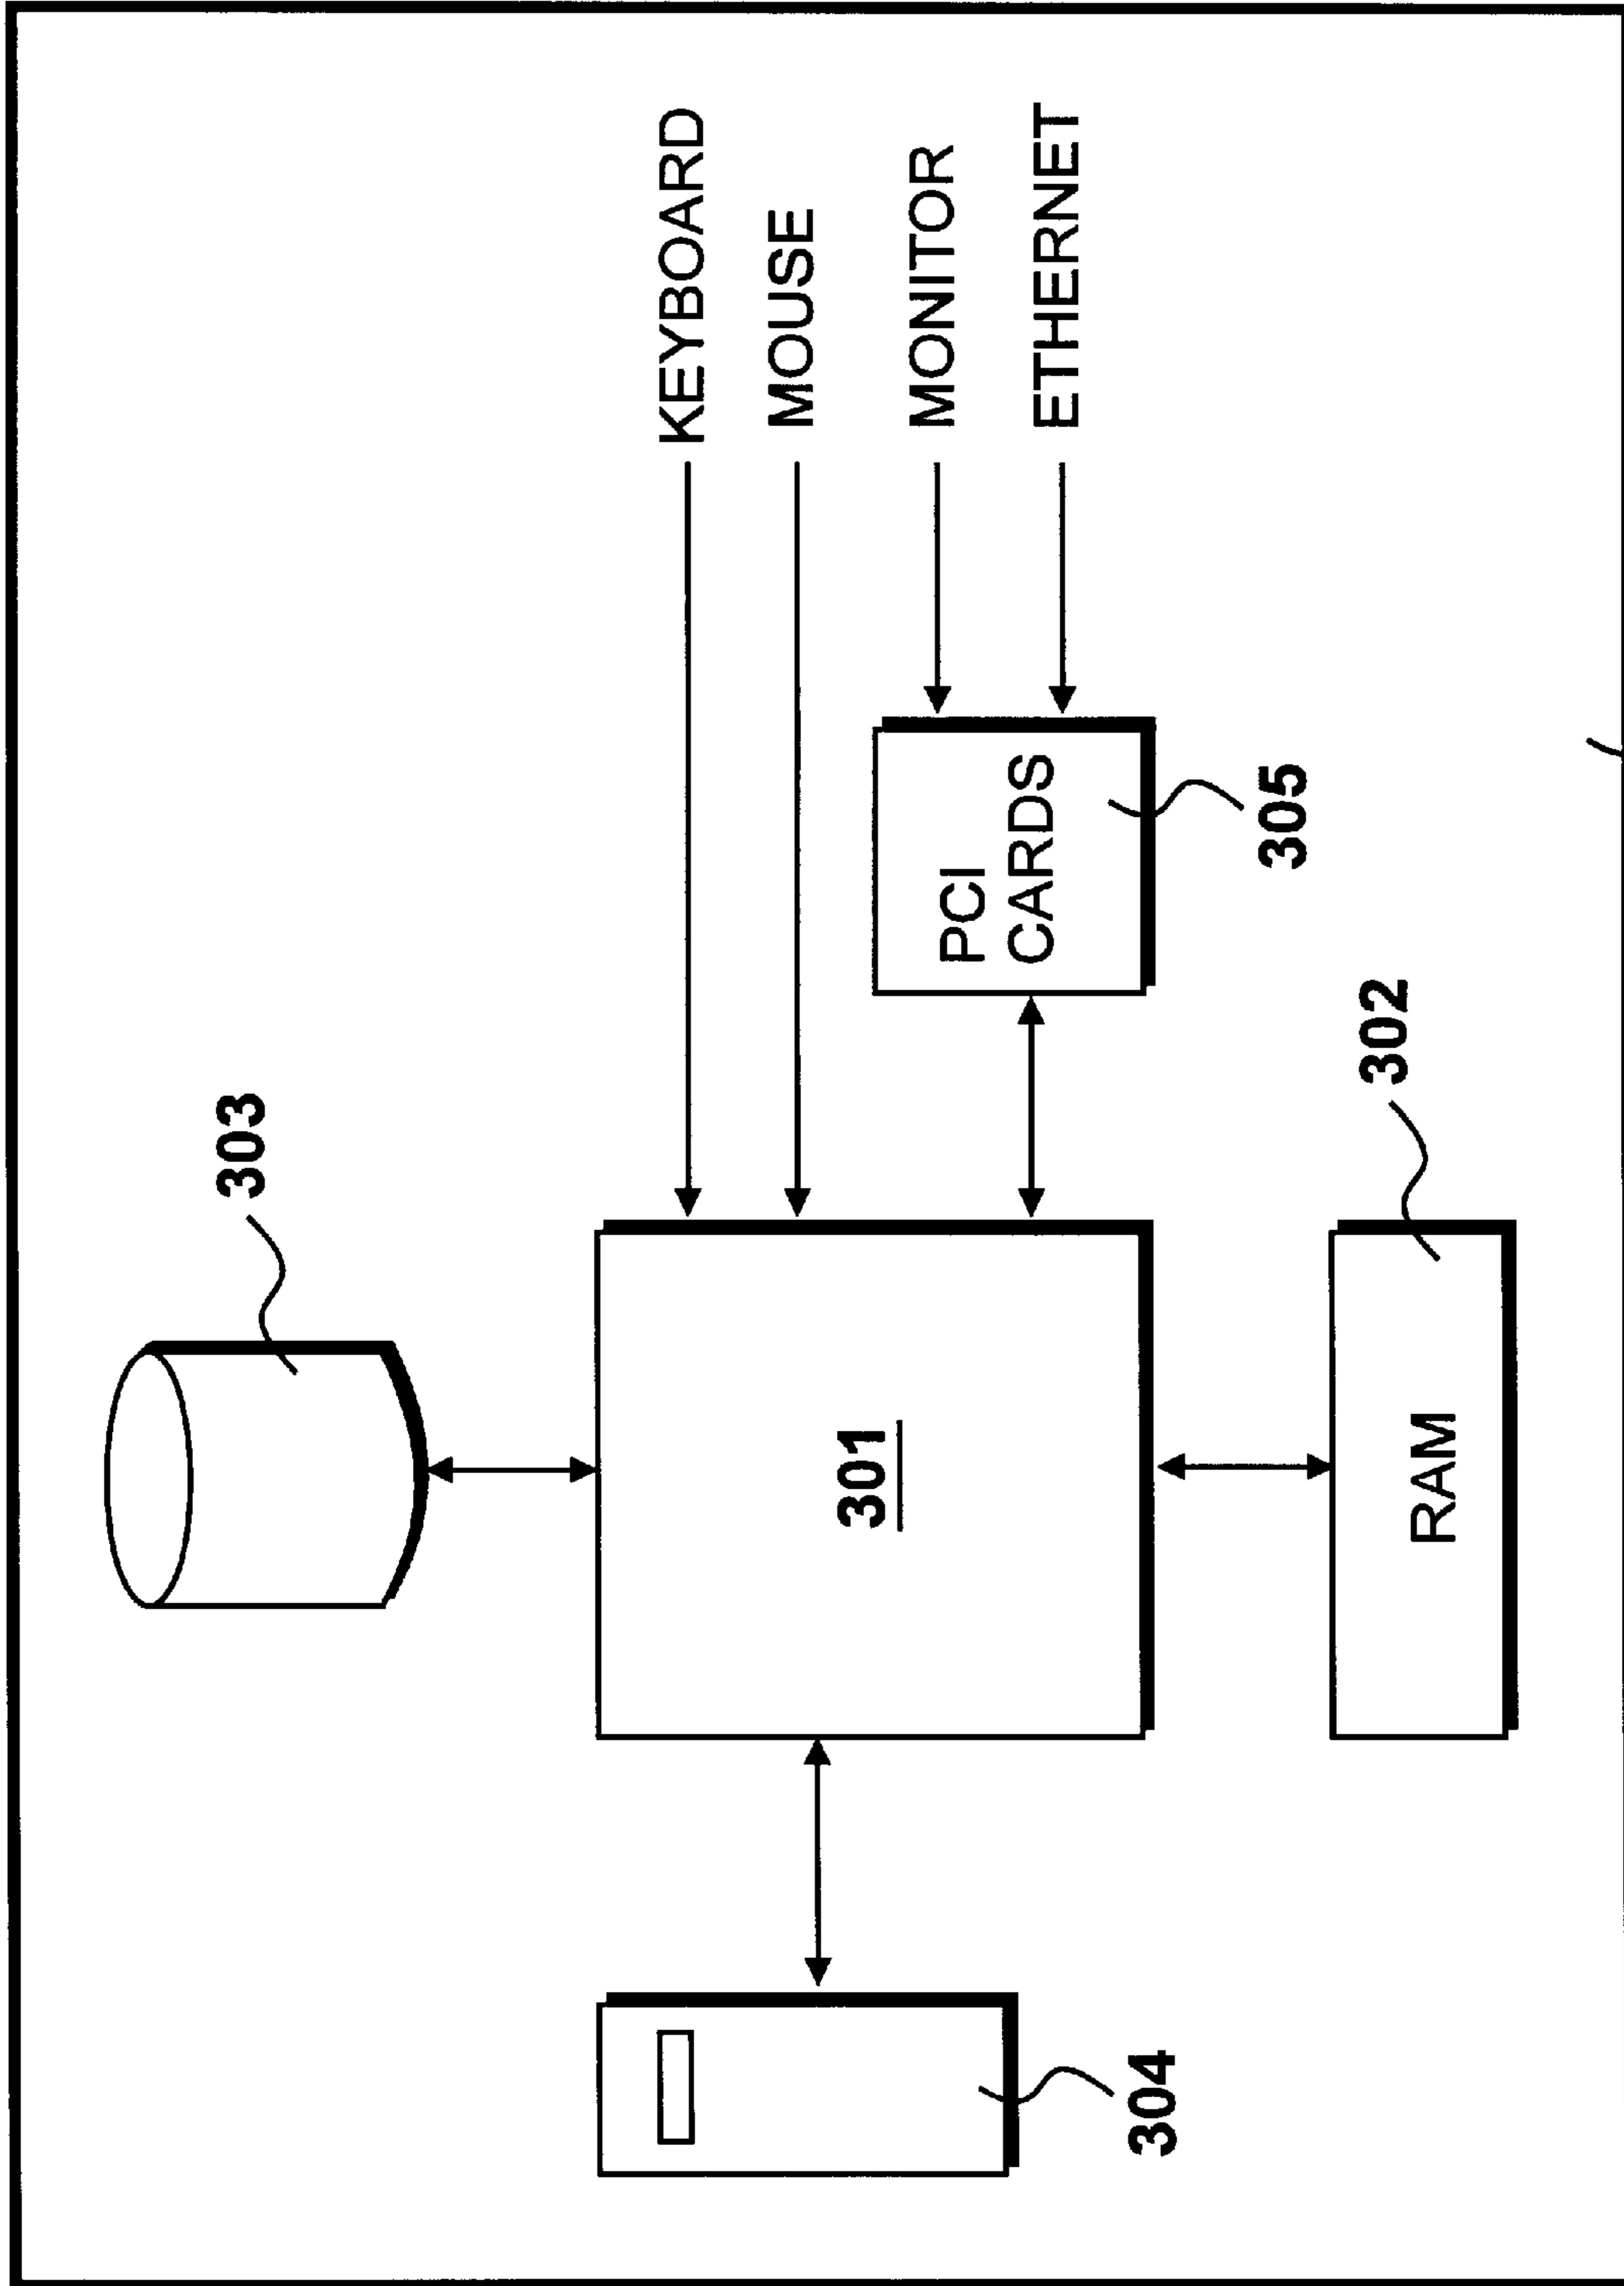 303
KEYBOARD
MOUSE
301
MONITOR
ETHERNET
PCI
CARDS
304
305
302
RAM